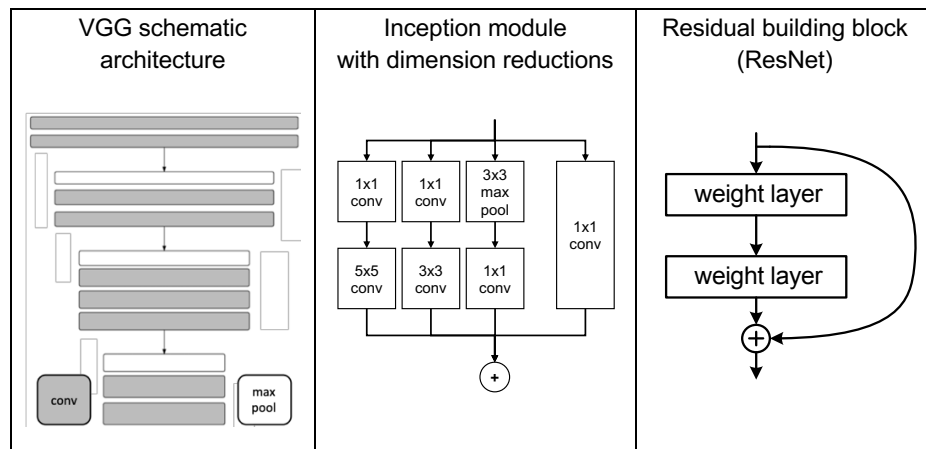 VGG schematic
architecture
conv
max
pool
Inception module
with dimension reductions
1x1
conv
1x1
conv
3x3
max
pool
1x1
conv
5x5
conv
3x3
conv
1x1
conv
+
Residual building block
(ResNet)
weight layer
weight layer
+